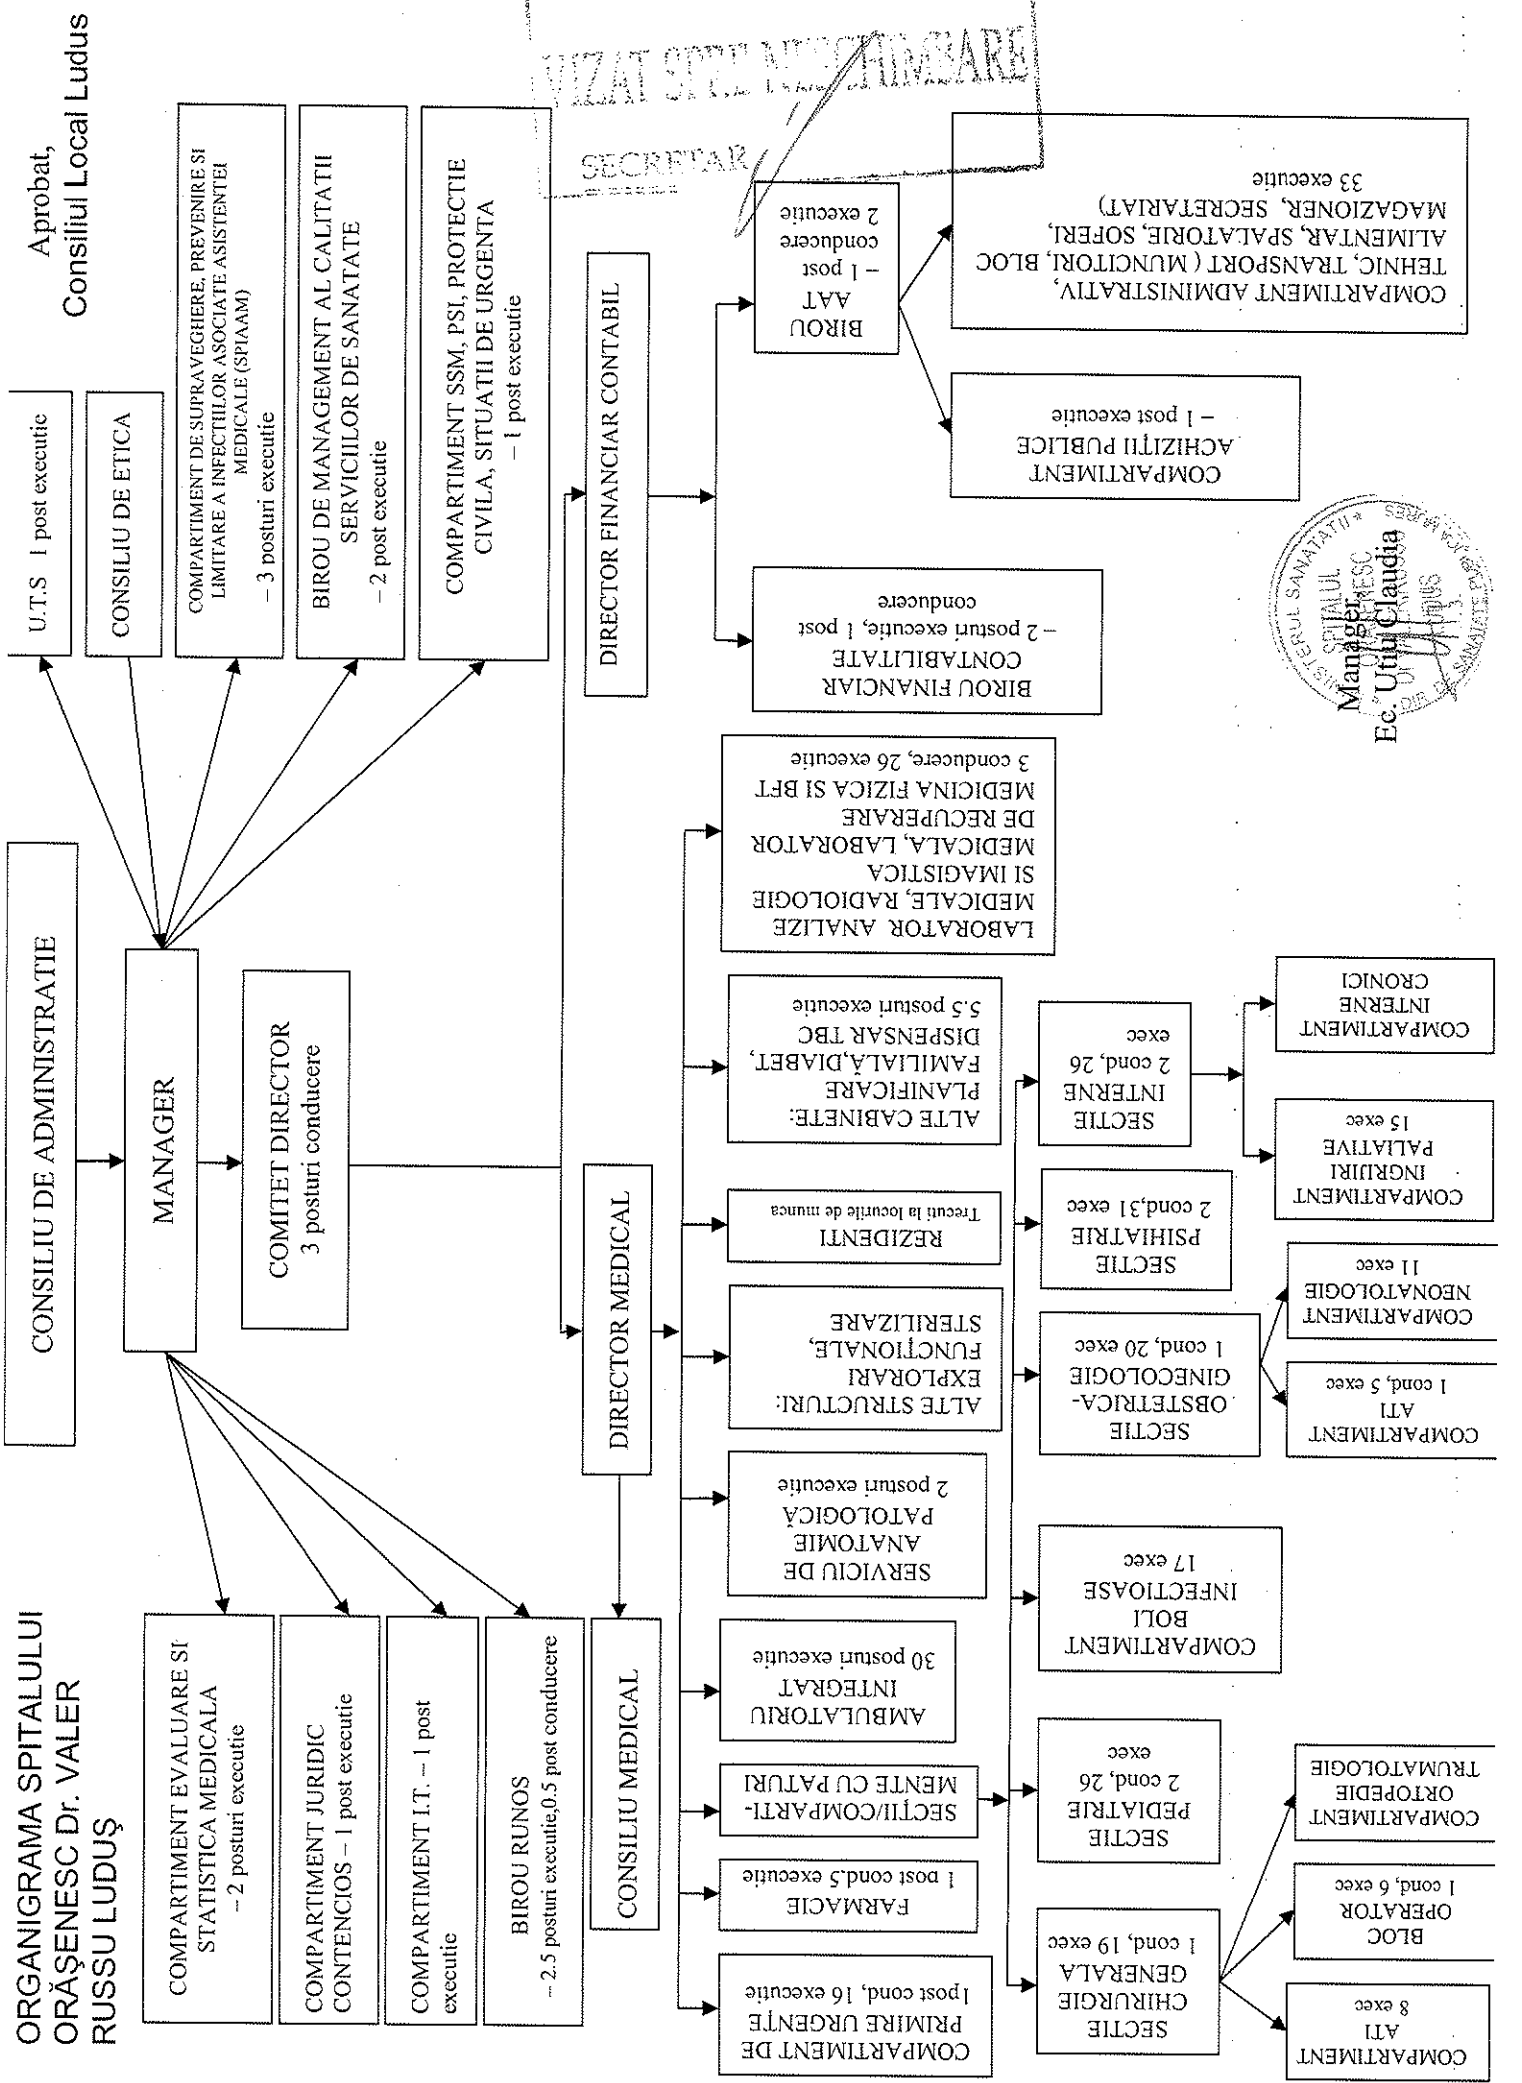 ORGANIGRAMA SPITALULUI
ORĂȘENESC Dr. VALER
RUSSU LUDUȘ
Aprobat,
Consiliul Local Ludus
CONSILIU DE ADMINISTRATIE
MANAGER
COMITET DIRECTOR
3 posturi conducere
COMPARTIMENT EVALUARE SI
STATISTICA MEDICALA
– 2 posturi executie
COMPARTIMENT JURIDIC
CONTENCIOS – 1 post executie
COMPARTIMENT I.T. – 1 post
executie
BIROU RUNOS
– 2.5 posturi executie,0.5 post conducere
U.T.S 1 post executie
CONSILIU DE ETICA
COMPARTIMENT DE SUPRAVEGHERE, PREVENIRE SI
LIMITARE A INFECTIILOR ASOCIATE ASISTENTEI
MEDICALE (SPIAAM)
– 3 posturi executie
BIROU DE MANAGEMENT AL CALITATII
SERVICIILOR DE SANATATE
– 2 post executie
COMPARTIMENT SSM, PSI, PROTECTIE
CIVILA, SITUATII DE URGENTA
– 1 post executie
CONSILIU MEDICAL
DIRECTOR MEDICAL
DIRECTOR FINANCIAR CONTABIL
COMPARTIMENT DE
PRIMIRE URGENȚE
1post cond, 16 executie
FARMACIE
1 post cond.5 executie
SECȚII/COMPARTI-
MENTE CU PATURI
AMBULATORIU
INTEGRAT
30 posturi executie
SERVICIU DE
ANATOMIE
PATOLOGICĂ
2 posturi executie
ALTE STRUCTURI:
EXPLORARI
FUNCȚIONALE,
STERILIZARE
REZIDENTI
Trecuti la locurile de munca
ALTE CABINETE:
PLANIFICARE
FAMILIALĂ,DIABET,
DISPENSAR TBC
5.5 posturi executie
LABORATOR ANALIZE
MEDICALE, RADIOLOGIE
SI IMAGISTICA
MEDICALA, LABORATOR
DE RECUPERARE
MEDICINA FIZICA SI BFT
3 conducere, 26 executie
BIROU FINANCIAR
CONTABILITATE
– 2 posturi executie, 1 post
conducere
BIROU
AAT
– 1 post
conducere
2 executie
COMPARTIMENT
ACHIZIȚII PUBLICE
– 1 post executie
COMPARTIMENT ADMINISTRATIV,
TEHNIC, TRANSPORT ( MUNCITORI, BLOC
ALIMENTAR, SPALATORIE, SOFERI,
MAGAZIONER, SECRETARIAT)
33 executie
SECTIE
CHIRURGIE
GENERALA
1 cond, 19 exec
SECTIE
PEDIATRIE
2 cond, 26
exec
COMPARTIMENT
BOLI
INFECTIOASE
17 exec
SECTIE
OBSTETRICA-
GINECOLOGIE
1 cond, 20 exec
SECTIE
PSIHIATRIE
2 cond,31 exec
SECTIE
INTERNE
2 cond, 26
exec
COMPARTIMENT
ATI
8 exec
BLOC
OPERATOR
1 cond, 6 exec
COMPARTIMENT
ORTOPEDIE
TRUMATOLOGIE
COMPARTIMENT
ATI
1 cond, 5 exec
COMPARTIMENT
NEONATOLOGIE
11 exec
COMPARTIMENT
INGRIJIRI
PALIATIVE
15 exec
COMPARTIMENT
INTERNE
CRONICI
Manager,
Ec. Utiu Claudia
SPITALUL
VIZAT SPRE NESCHIMBARE
SECRETAR